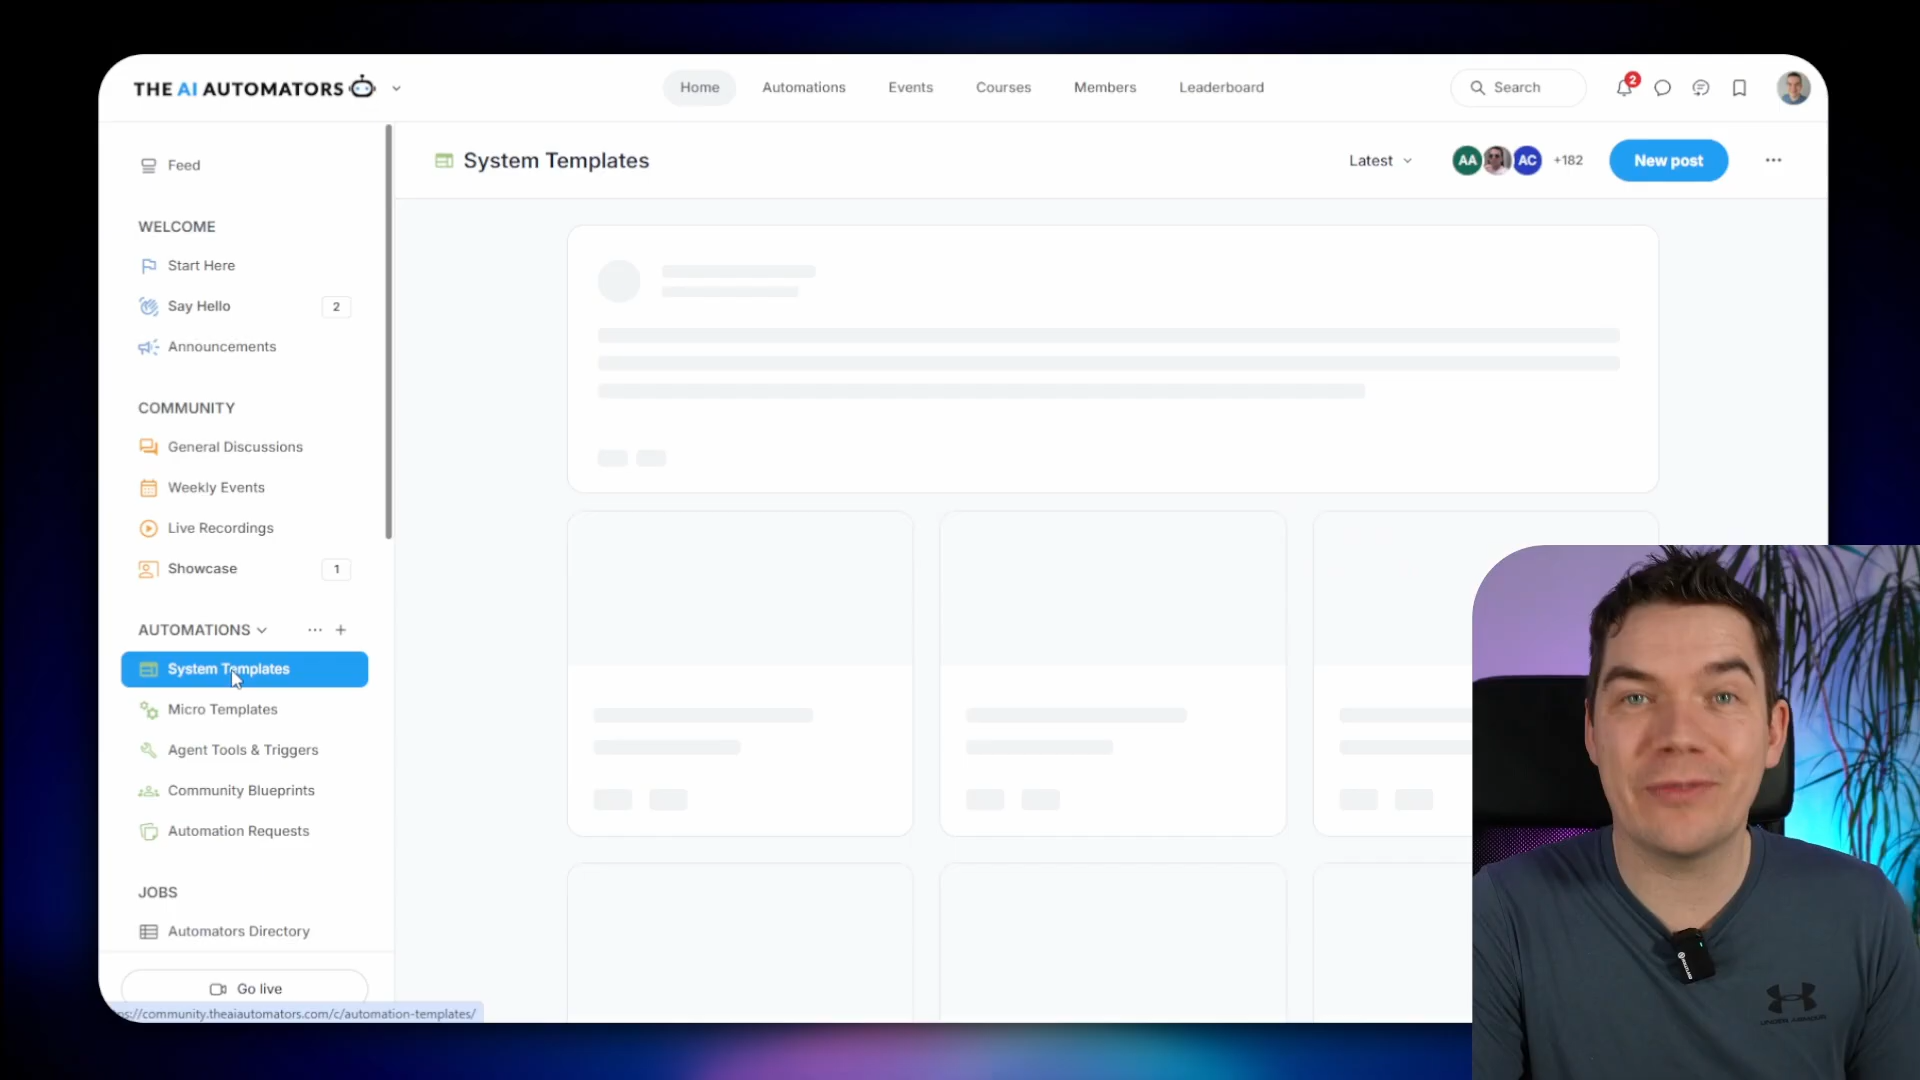 THE AI AUTOMATORS
Home
Automations
Events
Courses
Members
Leaderboard
Search
2
Feed
WELCOME
Start Here
Say Hello
2
Announcements
COMMUNITY
General Discussions
Weekly Events
Live Recordings
Showcase
1
AUTOMATIONS
System Templates
Micro Templates
Agent Tools & Triggers
Community Blueprints
Automation Requests
JOBS
Automators Directory
Go live
ps://community.theaiautomators.com/c/automation-templates/
System Templates
Latest
AA
AC
+182
New post
UNDER ARMOUR